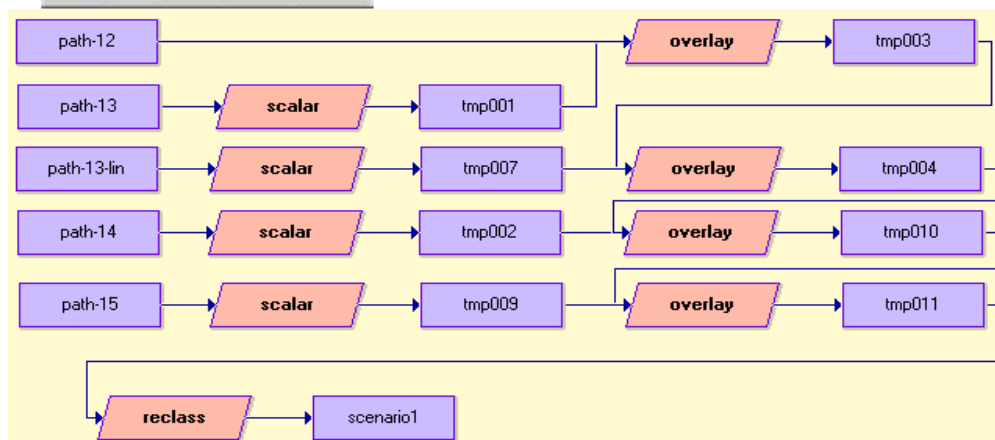 path-12 overlay tmp003
path-13 scalar tmp001
path-13-lin scalar tmp007 overlay tmp004
path-14 scalar tmp002 overlay tmp010
path-15 scalar tmp009 overlay tmp011
reclass scenario1